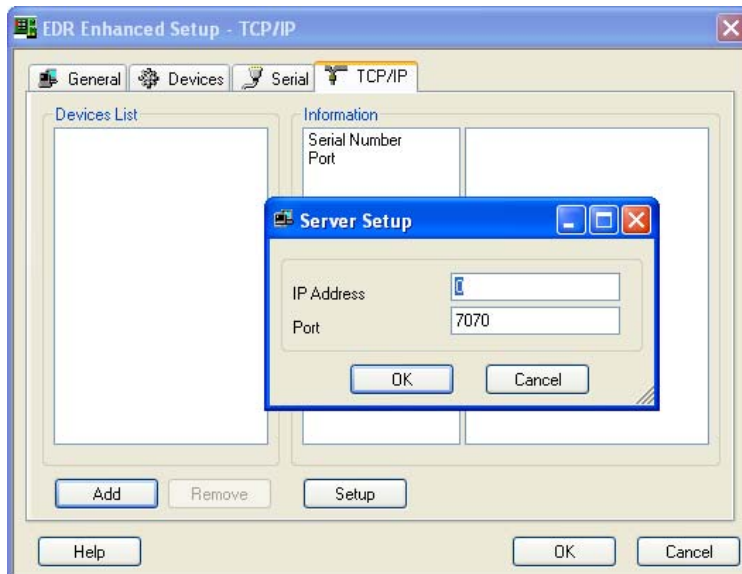 EDR Enhanced Setup - TCP/IP
General Devices Serial TCP/IP
Devices List
Information
Serial Number
Port
Server Setup
IP Address 0
Port 7070
OK Cancel
Add Remove Setup
Help OK Cancel